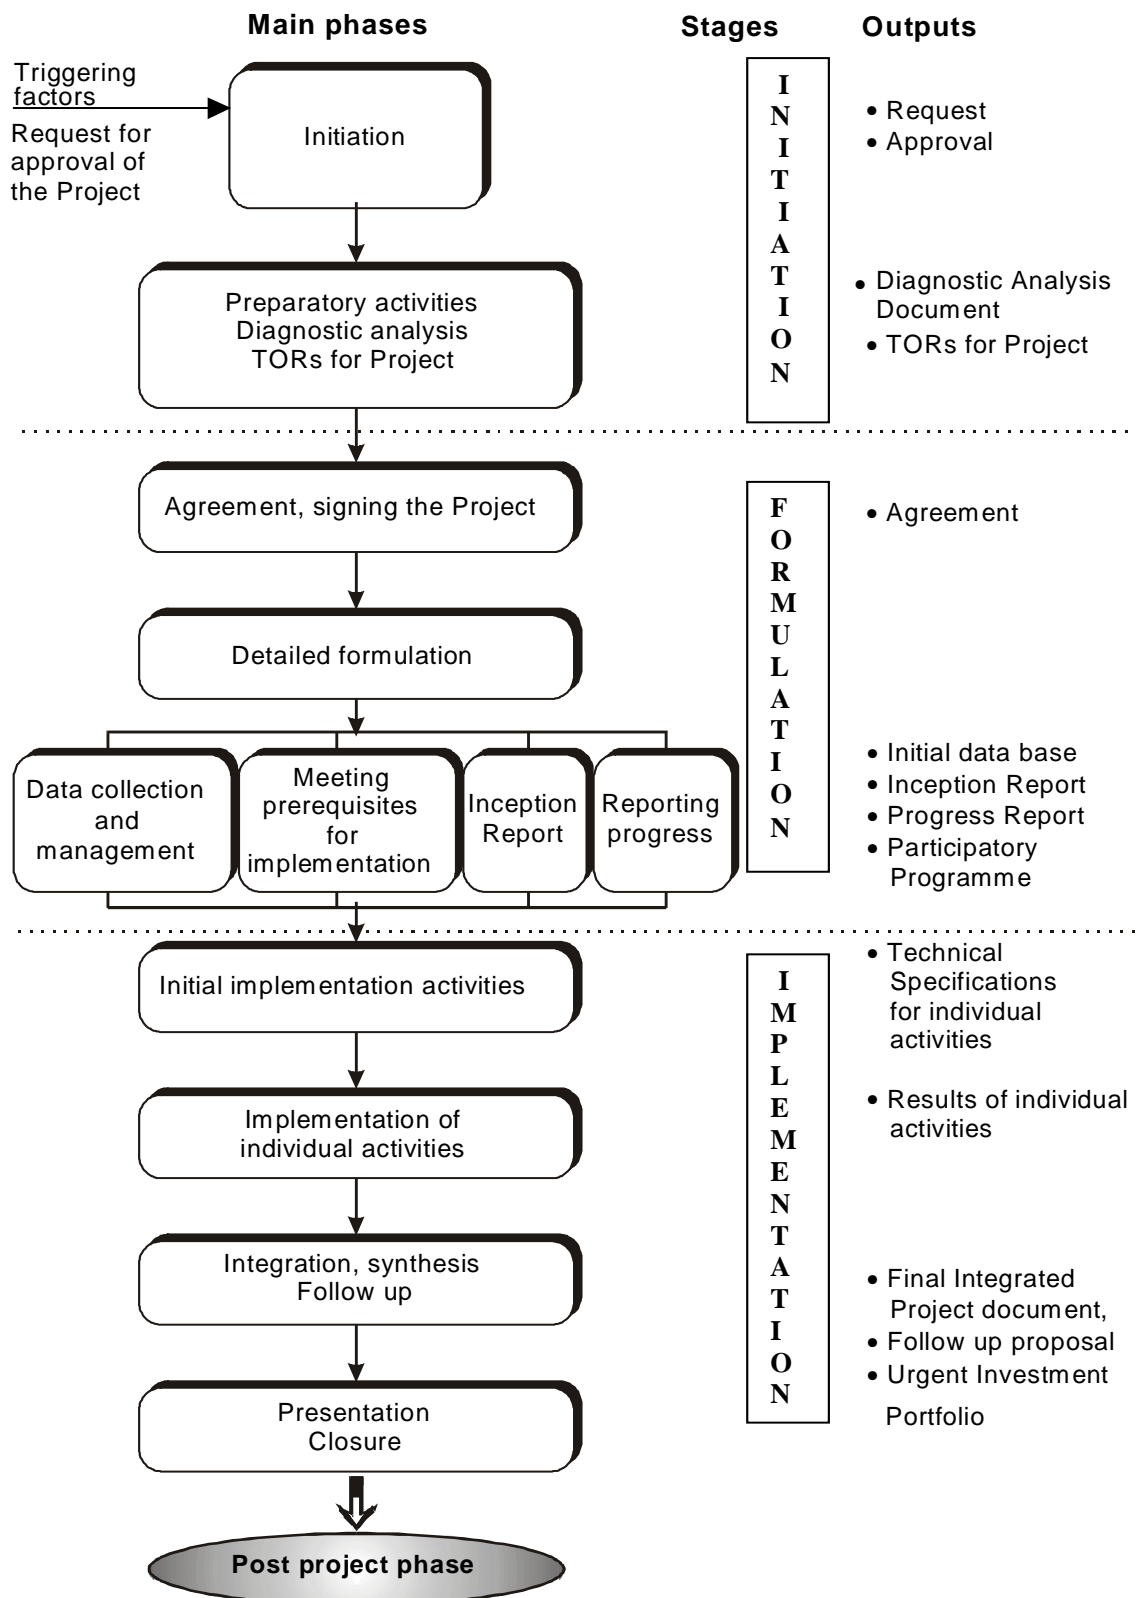 Main phases
Stages
Outputs
Triggering
factors
Request for
approval of
the Project
Initiation
INITIATION
• Request
• Approval
Preparatory activities
Diagnostic analysis
TORs for Project
• Diagnostic Analysis
Document
• TORs for Project
Agreement, signing the Project
FORMULATION
• Agreement
Detailed formulation
Data collection
and
management
Meeting
prerequisites
for
implementation
Inception
Report
Reporting
progress
• Initial data base
• Inception Report
• Progress Report
• Participatory
Programme
Initial implementation activities
IMPLEMENTATION
• Technical
Specifications
for individual
activities
Implementation of
individual activities
• Results of individual
activities
Integration, synthesis
Follow up
• Final Integrated
Project document,
• Follow up proposal
• Urgent Investment
Portfolio
Presentation
Closure
Post project phase